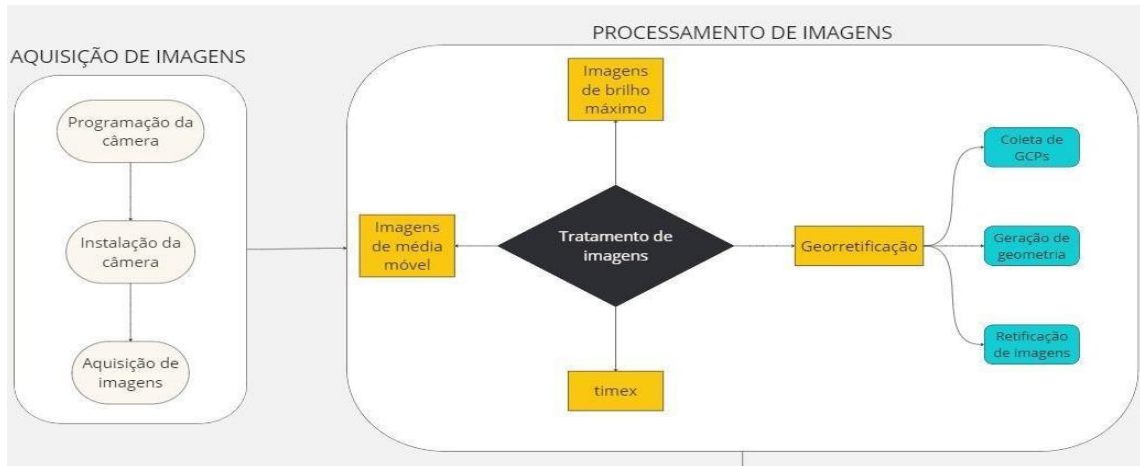 AQUISIÇÃO DE IMAGENS
Programação da
câmera
Instalação da
câmera
Aquisição de
imagens
PROCESSAMENTO DE IMAGENS
Imagens
de brilho
máximo
Imagens
de média
móvel
Tratamento de
imagens
timex
Georretificação
Coleta de
GCPs
Geração de
geometria
Retificação
de imagens